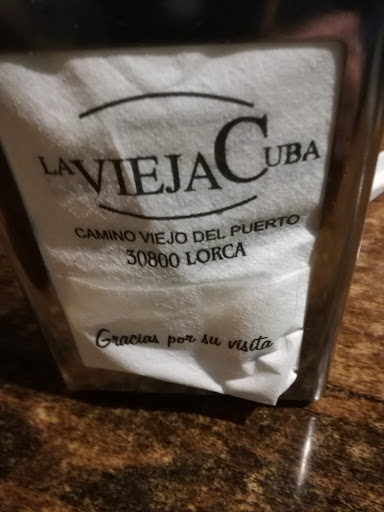 LA VIEJA CUBA
CAMINO VIEJO DEL PUERTO
30800 LORCA
Gracias por su visita